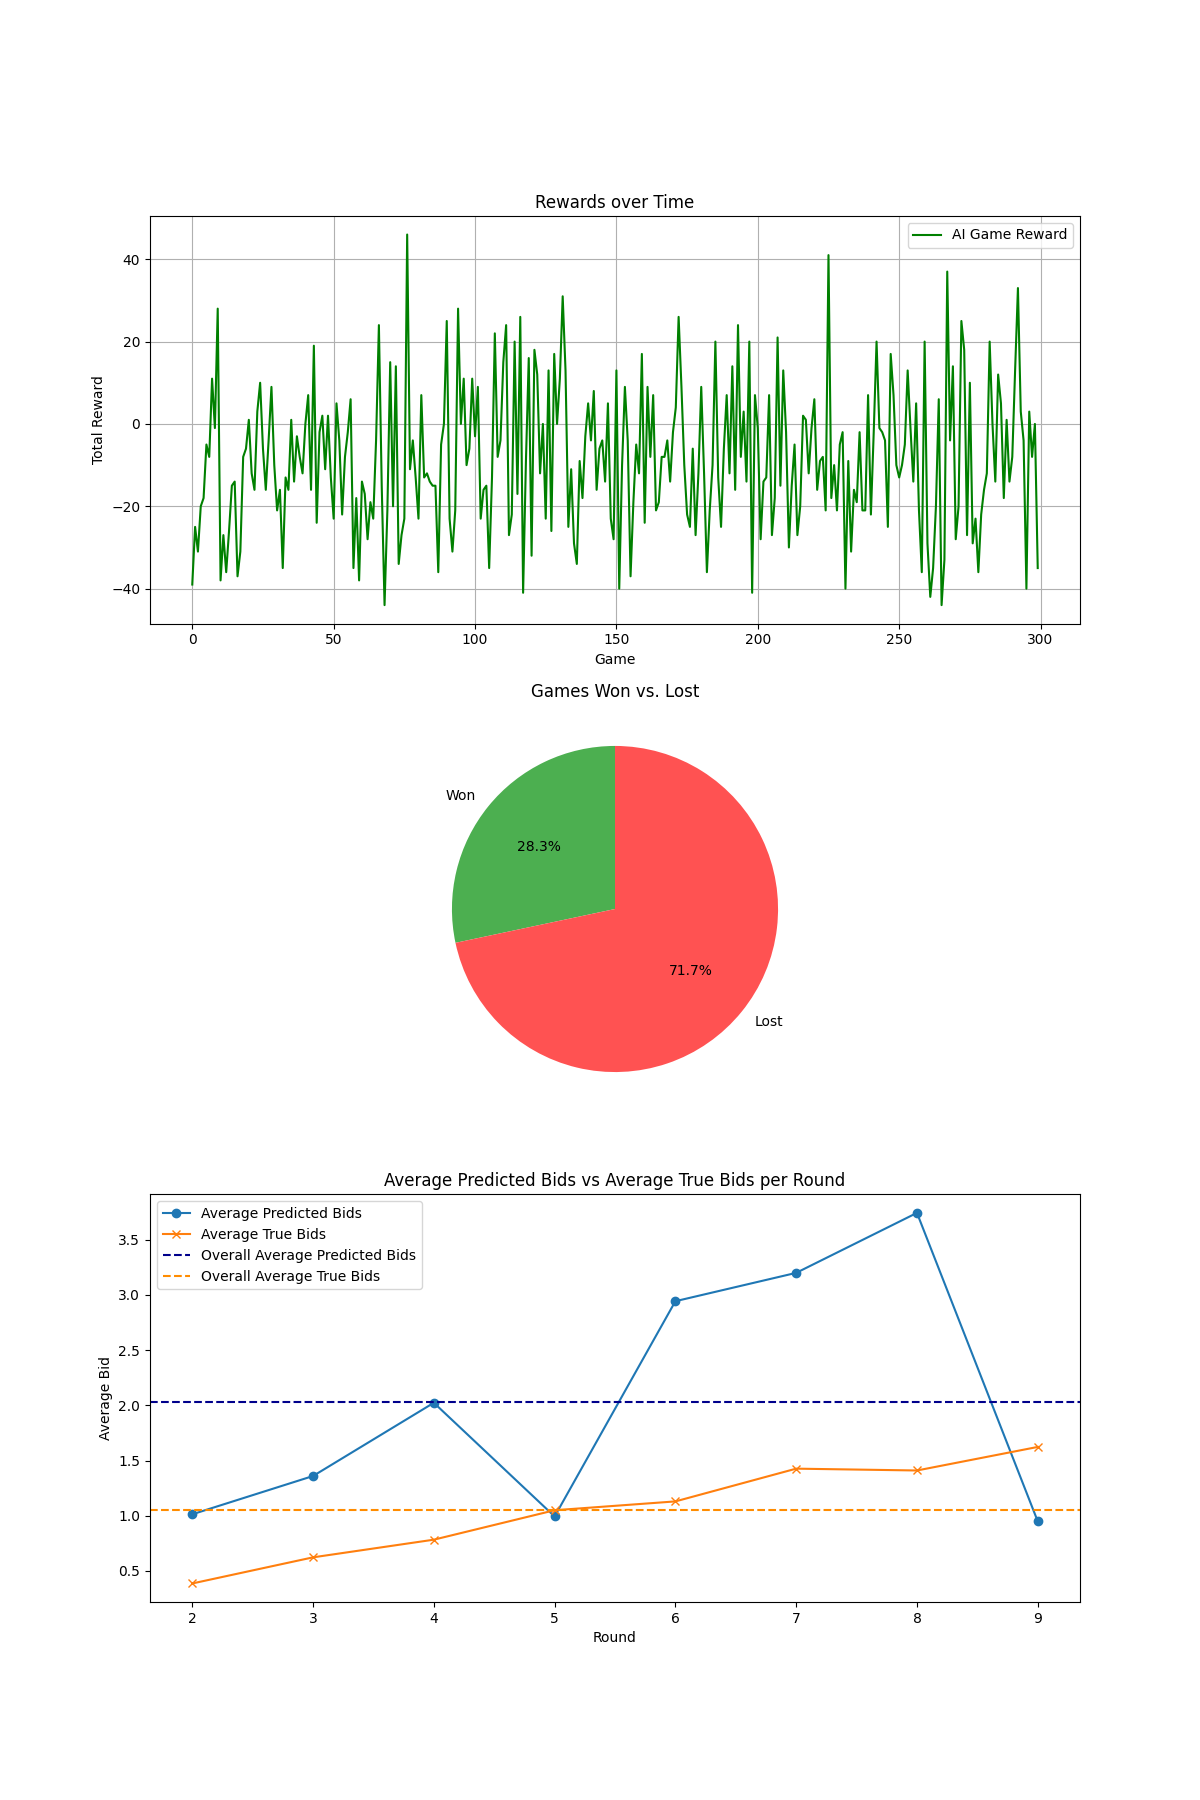 Rewards over Time
AI Game Reward
Total Reward
40
20
0
−20
−40
0 50 100 150 200 250 300
Game
Games Won vs. Lost
Won
28.3%
71.7%
Lost
Average Predicted Bids vs Average True Bids per Round
Average Predicted Bids
Average True Bids
Overall Average Predicted Bids
Overall Average True Bids
Average Bid
3.5
3.0
2.5
2.0
1.5
1.0
0.5
2 3 4 5 6 7 8 9
Round